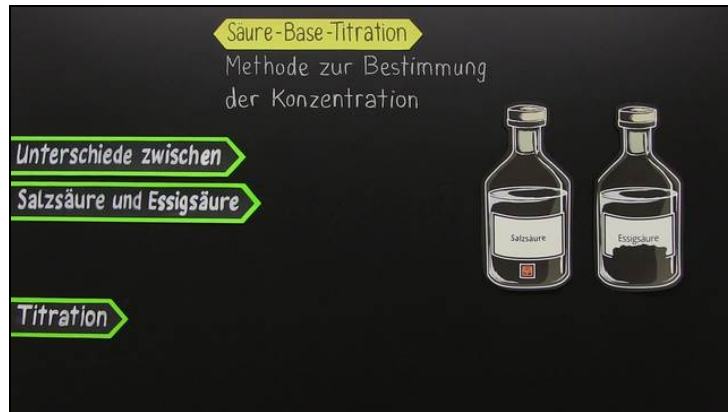 Säure-Base-Titration
Methode zur Bestimmung
der Konzentration
Unterschiede zwischen
Salzsäure und Essigsäure
Titration
Salzsäure
Essigsäure